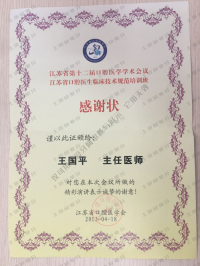 江苏省第十二届口腔医学学术会议
江苏省口腔医生临床技术规范培训班
感谢状
谨以此证颁给:
王国平 主任医师
对您在本次会议所做的
精彩演讲表示诚挚的谢意!
江苏省口腔医学会